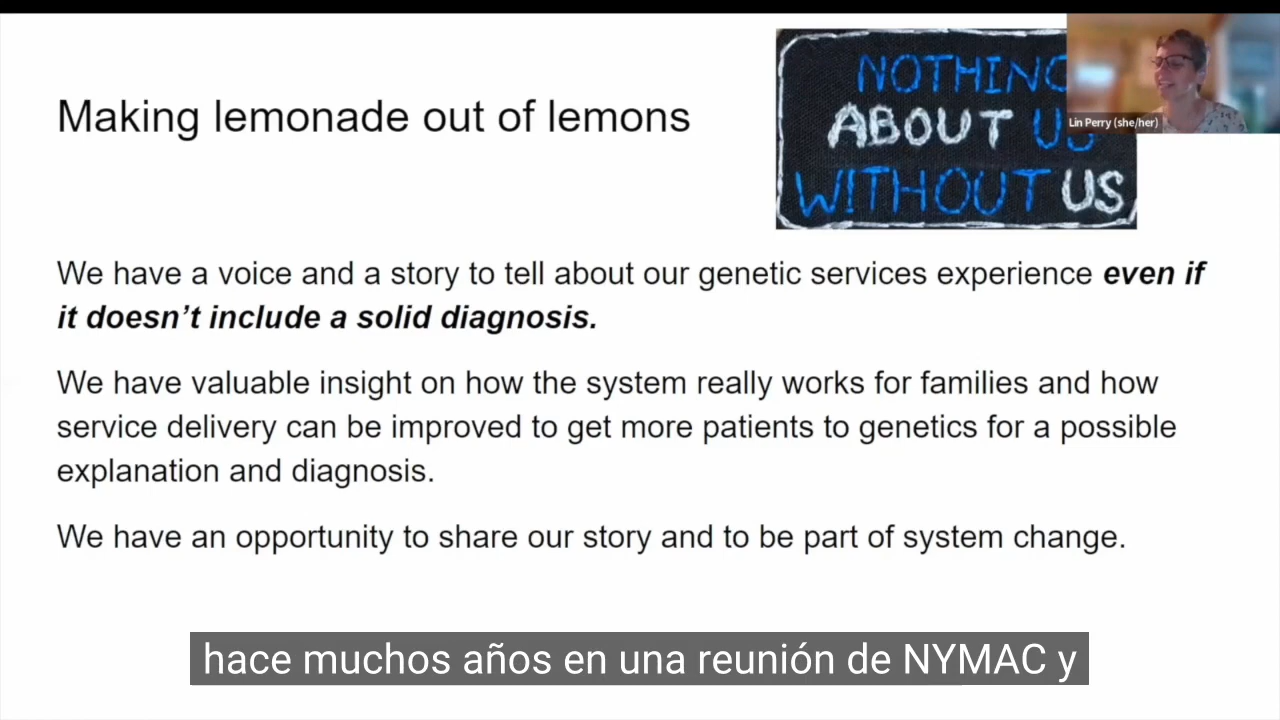 Making lemonade out of lemons
NOTHING
ABOUT US
WITHOUT US
Lin Perry (she/her)
We have a voice and a story to tell about our genetic services experience even if
it doesn’t include a solid diagnosis.
We have valuable insight on how the system really works for families and how
service delivery can be improved to get more patients to genetics for a possible
explanation and diagnosis.
We have an opportunity to share our story and to be part of system change.
hace muchos años en una reunión de NYMAC y